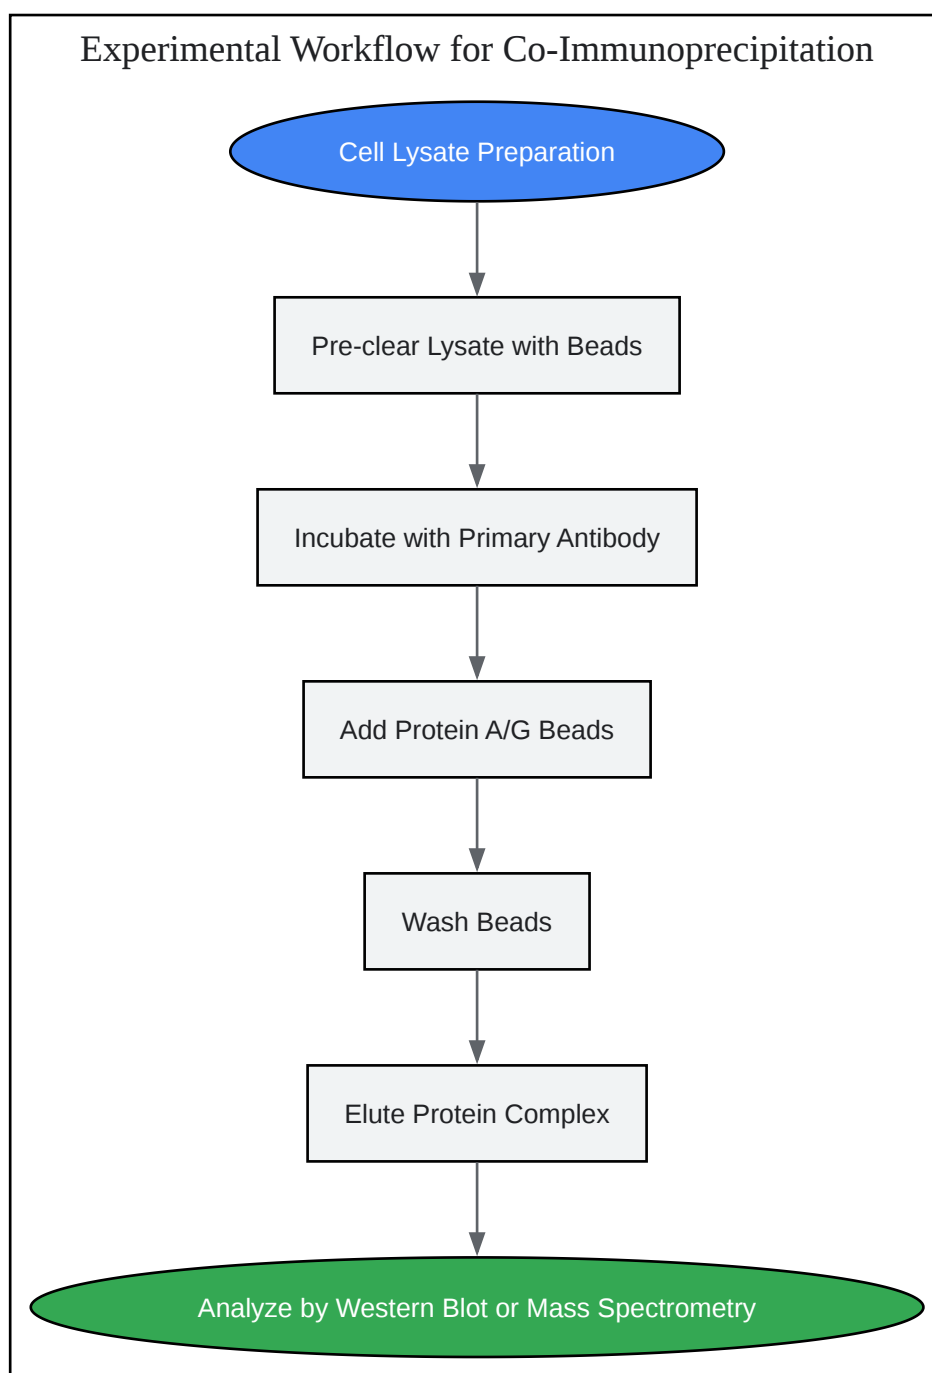 Experimental Workflow for Co-Immunoprecipitation
Cell Lysate Preparation
Pre-clear Lysate with Beads
Incubate with Primary Antibody
Add Protein A/G Beads
Wash Beads
Elute Protein Complex
Analyze by Western Blot or Mass Spectrometry